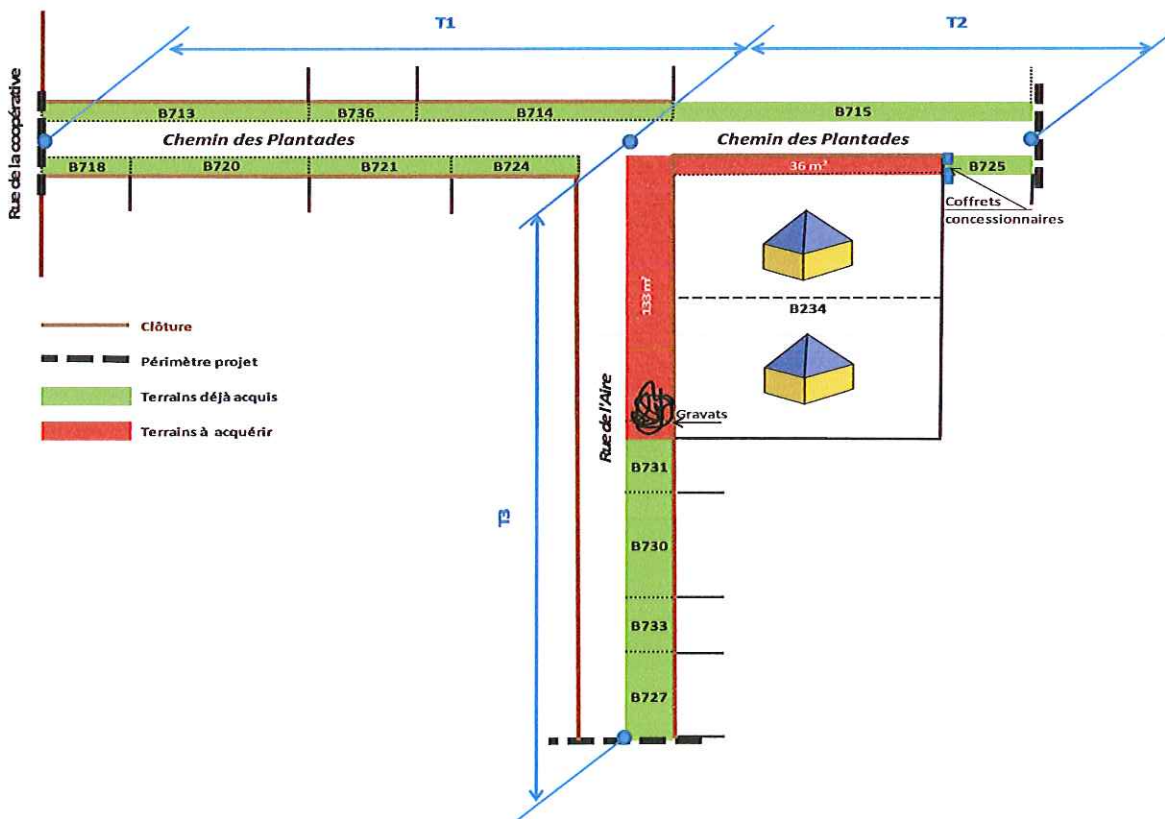 T1
T2
Rue de la coopérative
B713
B736
B714
B715
Chemin des Plantades
Chemin des Plantades
B718
B720
B721
B724
36 m²
B725
Coffrets
concessionnaires
133 m²
B234
Clôture
Périmètre projet
Terrains déjà acquis
Terrains à acquérir
Gravats
Rue de l'Aire
B731
T3
B730
B733
B727